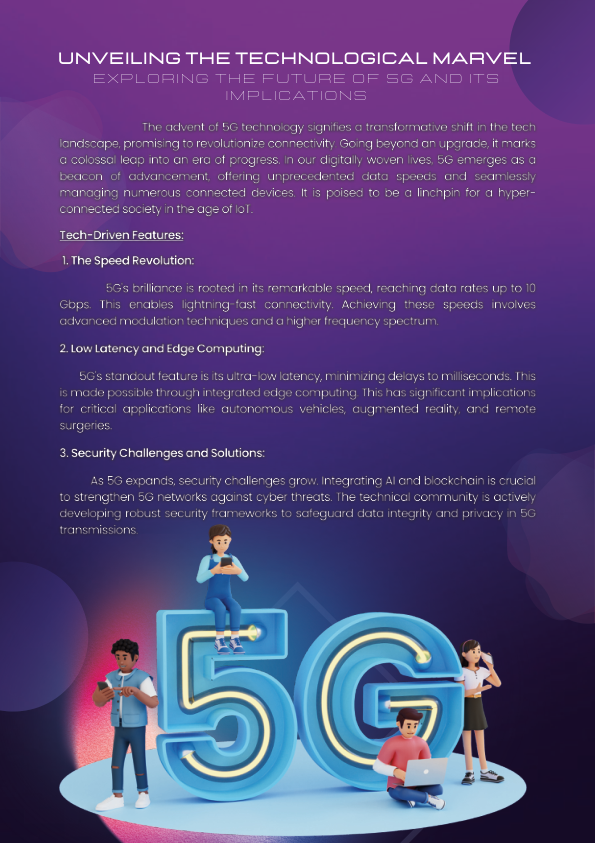 UNVEILING THE TECHNOLOGICAL MARVEL
EXPLORING THE FUTURE OF 5G AND ITS
IMPLICATIONS
The advent of 5G technology signifies a transformative shift in the tech
landscape, promising to revolutionize connectivity. Going beyond an upgrade, it marks
a colossal leap into an era of progress. In our digitally woven lives, 5G emerges as a
beacon of advancement, offering unprecedented data speeds and seamlessly
managing numerous connected devices. It is poised to be a linchpin for a hyper-
connected society in the age of IoT.
Tech-Driven Features:
1. The Speed Revolution:
5G's brilliance is rooted in its remarkable speed, reaching data rates up to 10
Gbps. This enables lightning-fast connectivity. Achieving these speeds involves
advanced modulation techniques and a higher frequency spectrum.
2. Low Latency and Edge Computing:
5G's standout feature is its ultra-low latency, minimizing delays to milliseconds. This
is made possible through integrated edge computing. This has significant implications
for critical applications like autonomous vehicles, augmented reality, and remote
surgeries.
3. Security Challenges and Solutions:
As 5G expands, security challenges grow. Integrating AI and blockchain is crucial
to strengthen 5G networks against cyber threats. The technical community is actively
developing robust security frameworks to safeguard data integrity and privacy in 5G
transmissions.
5G